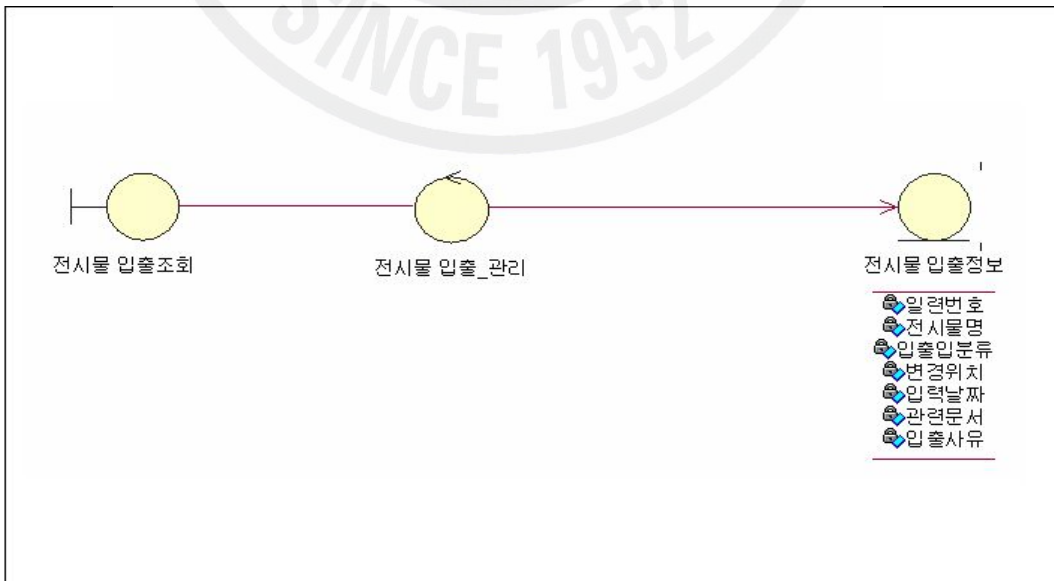 SINCE 1952
전시물 입출조회
전시물 입출_관리
전시물 입출정보
일련번호
전시물명
입출입분류
변경위치
입력날짜
관련문서
입출사유